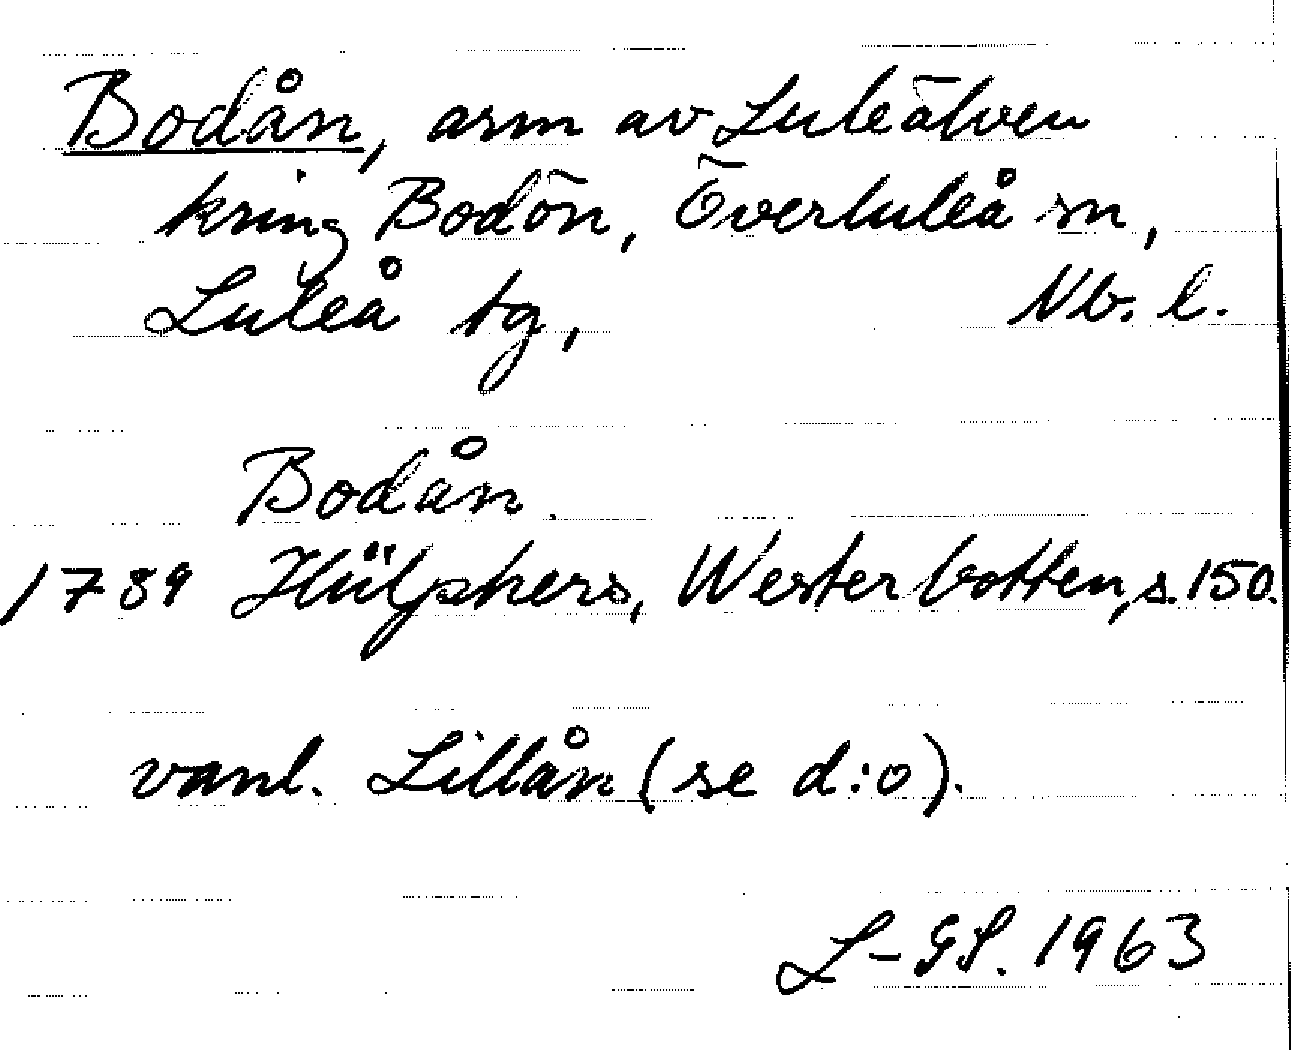 Bodån, arm av Luleälven
kring Bodön, Överluleå sn,
Luleå tg, Nb. l.
Bodån.
1789 Hülphers, Westerbotten, s. 150.
vanl. Lillån (se d:o).
L-GL. 1963